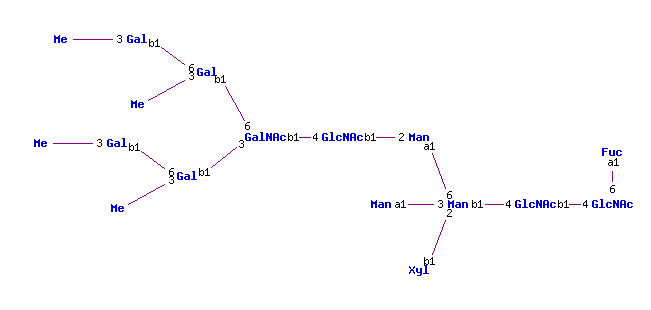 Me 3 Gal b1
6 3 Gal b1
Me
6 3 GalNAc b1 4 GlcNAc b1 2 Man a1
Me 3 Gal b1
Fuc a1
6 3 Gal b1
6
Man a1 3 6 2 Man b1 4 GlcNAc b1 4 GlcNAc
Me
b1
Xyl